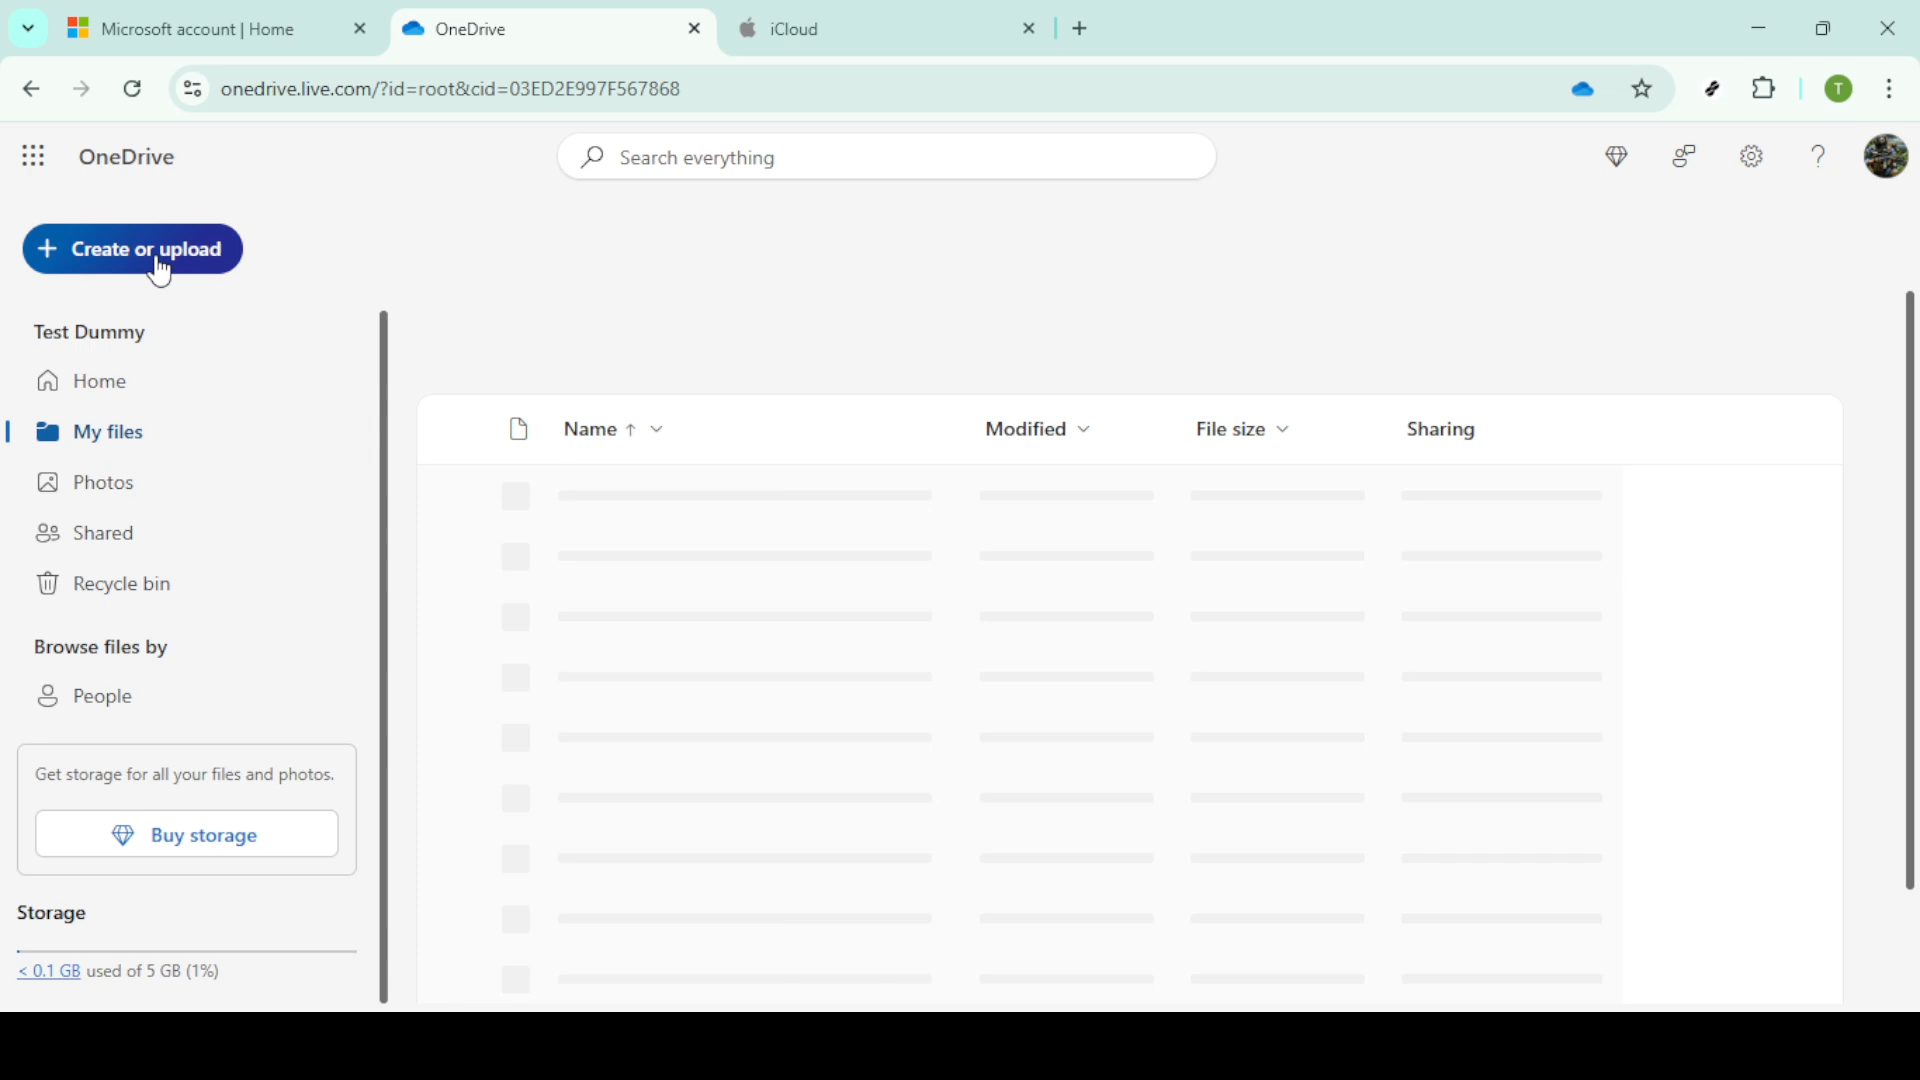 Microsoft account | Home
OneDrive
iCloud
onedrive.live.com/?id=root&cid=03ED2E997F567868
T
OneDrive
Search everything
Create or upload
Test Dummy
Home
My files
Photos
Shared
Recycle bin
Browse files by
People
Get storage for all your files and photos.
Buy storage
Storage
< 0.1 GB used of 5 GB (1%)
Name
Modified
File size
Sharing